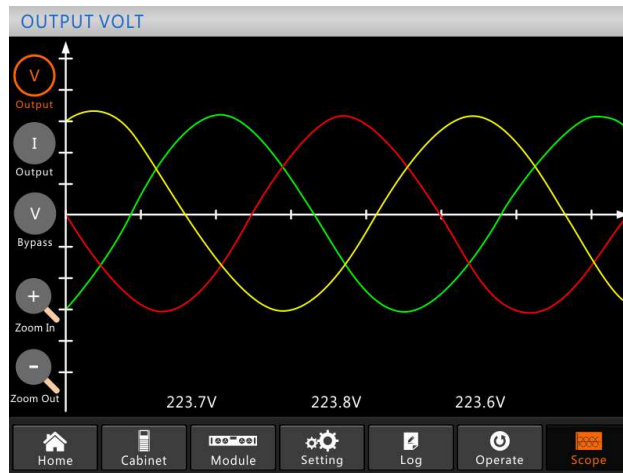 OUTPUT VOLT
V
Output
I
Output
V
Bypass
+
Zoom In
-
Zoom Out
223.7V 223.8V 223.6V
Home Cabinet Module Setting Log Operate Scope